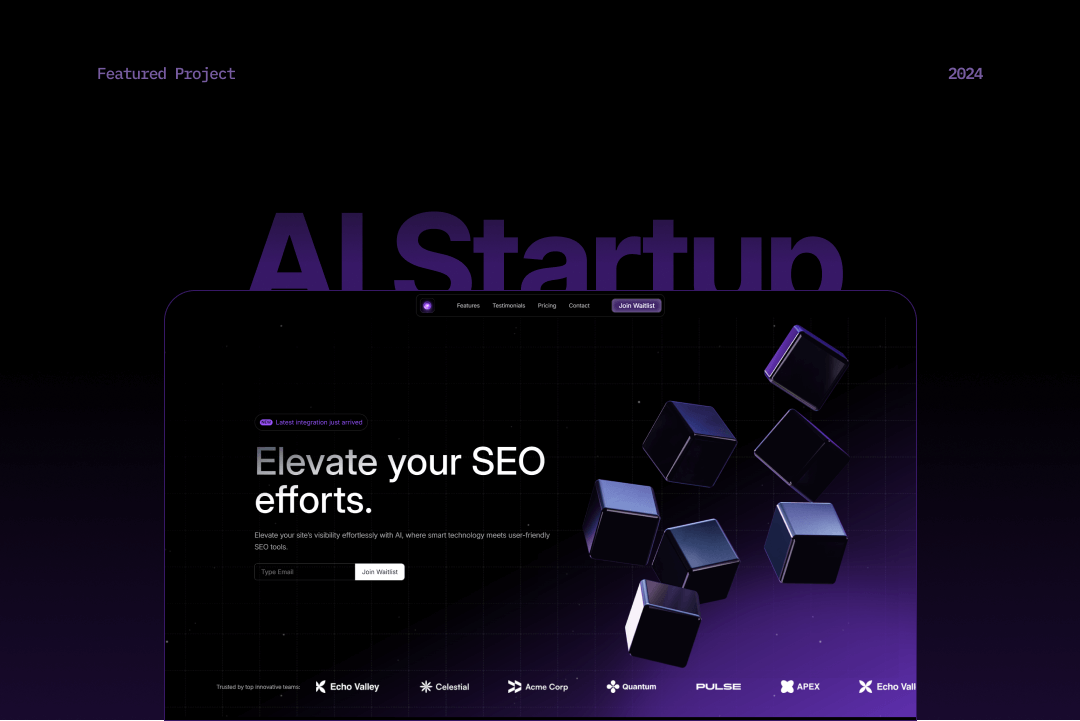 Featured Project
2024
AI Startup
Features
Testimonials
Pricing
Contact
Join Waitlist
NEW
Latest integration just arrived
Elevate your SEO
efforts.
Elevate your site's visibility effortlessly with AI, where smart technology meets user-friendly
SEO tools.
Type Email
Join Waitlist
Trusted by top innovative teams:
Echo Valley
Celestial
Acme Corp
Quantum
PULSE
APEX
Echo Vall